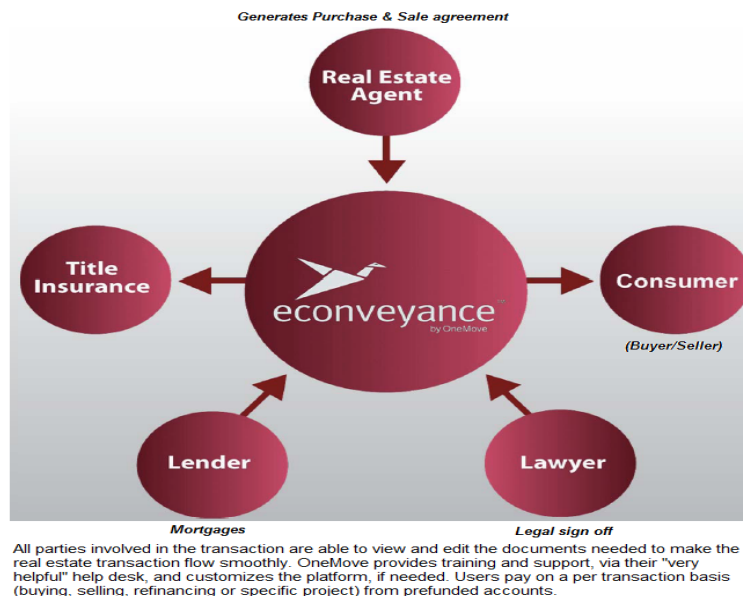 Generates Purchase & Sale agreement
Real Estate
Agent
Title
Insurance
Consumer
econveyance™
by OneMove
(Buyer/Seller)
Lender
Lawyer
Mortgages
Legal sign off
All parties involved in the transaction are able to view and edit the documents needed to make the
real estate transaction flow smoothly. OneMove provides training and support, via their "very
helpful" help desk, and customizes the platform, if needed. Users pay on a per transaction basis
(buying, selling, refinancing or specific project) from prefunded accounts.